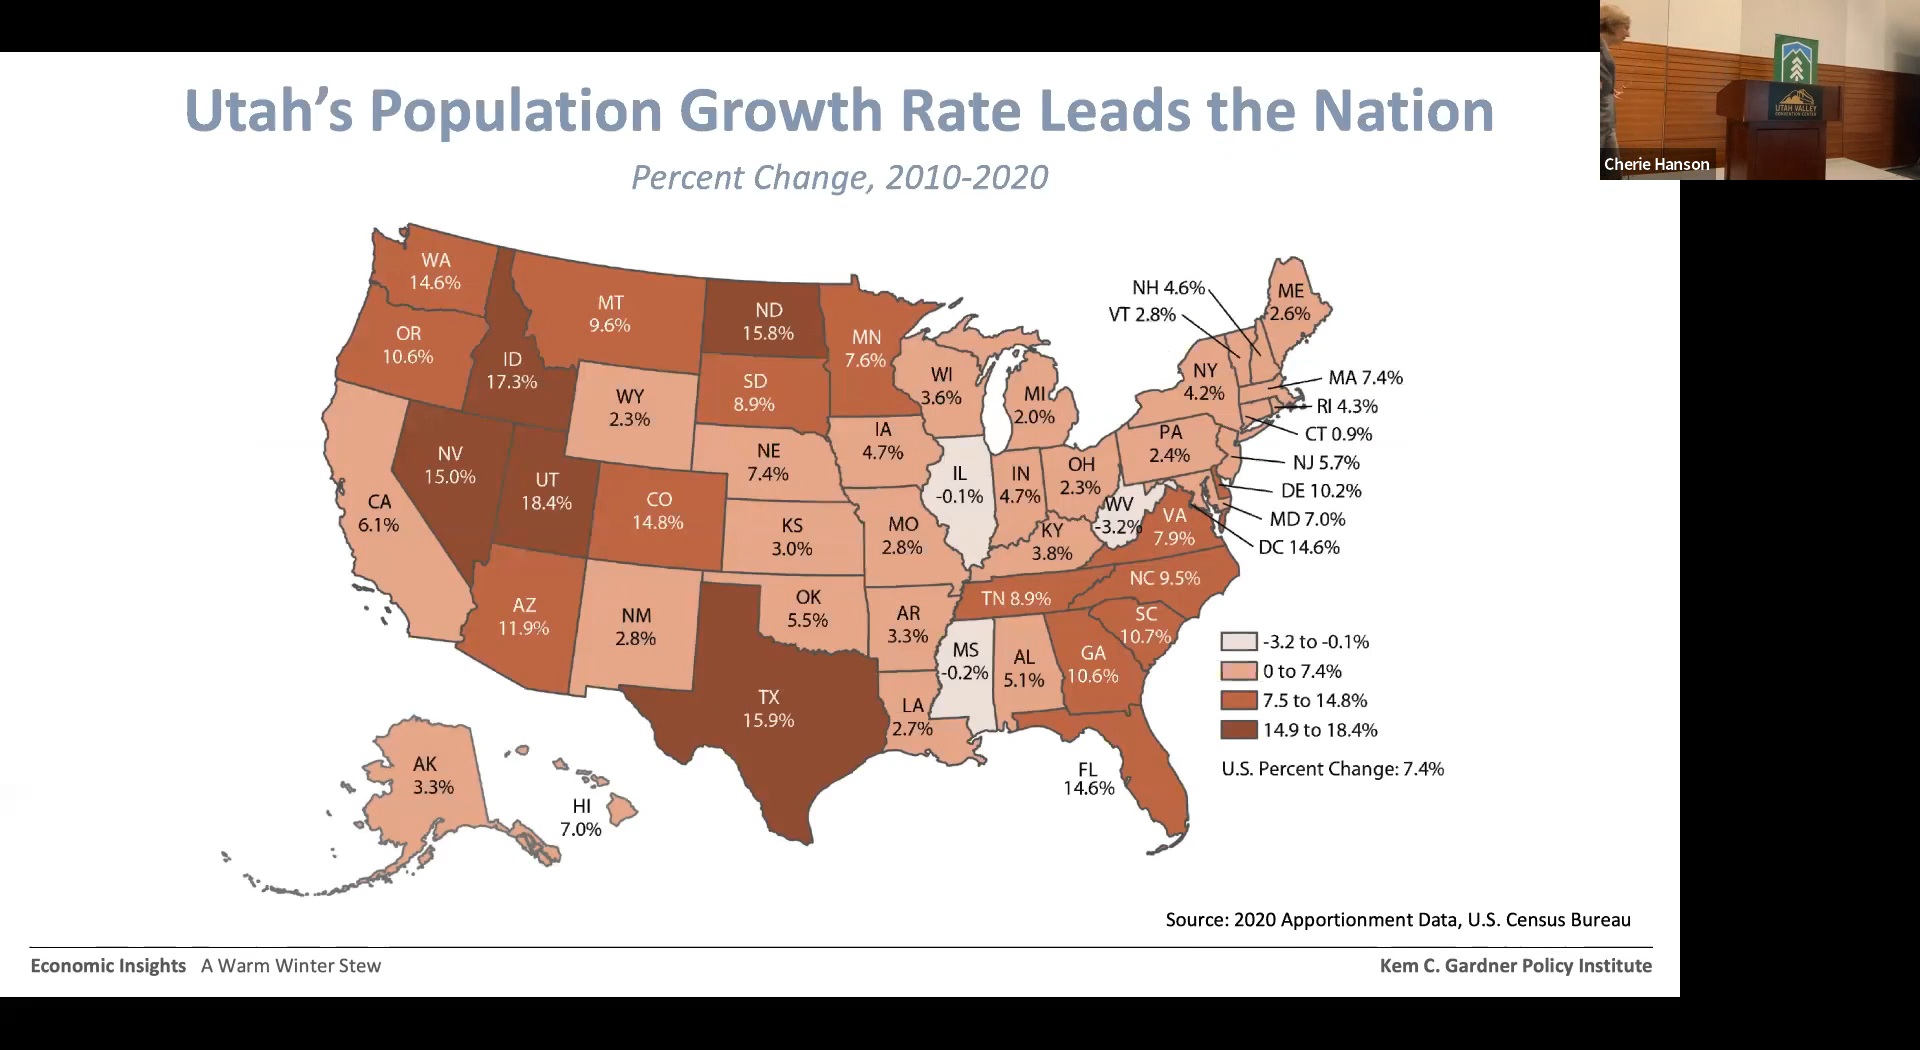 Utah’s Population Growth Rate Leads the Nation
Percent Change, 2010-2020
WA
14.6%
OR
10.6%
ID
17.3%
MT
9.6%
ND
15.8%
MN
7.6%
SD
8.9%
WY
2.3%
WI
3.6%
MI
2.0%
NH 4.6%
VT 2.8%
ME
2.6%
NY
4.2%
MA 7.4%
RI 4.3%
CT 0.9%
NJ 5.7%
DE 10.2%
MD 7.0%
DC 14.6%
PA
2.4%
NV
15.0%
UT
18.4%
CA
6.1%
CO
14.8%
NE
7.4%
IA
4.7%
IL
-0.1%
IN
4.7%
OH
2.3%
WV
-3.2%
VA
7.9%
KS
3.0%
MO
2.8%
KY
3.8%
NC 9.5%
TN 8.9%
SC
10.7%
AZ
11.9%
NM
2.8%
OK
5.5%
AR
3.3%
MS
-0.2%
AL
5.1%
GA
10.6%
TX
15.9%
LA
2.7%
FL
14.6%
AK
3.3%
HI
7.0%
-3.2 to -0.1%
0 to 7.4%
7.5 to 14.8%
14.9 to 18.4%
U.S. Percent Change: 7.4%
Source: 2020 Apportionment Data, U.S. Census Bureau
Economic Insights A Warm Winter Stew
Kem C. Gardner Policy Institute
UTAH VALLEY
CONVENTION CENTER
Cherie Hanson